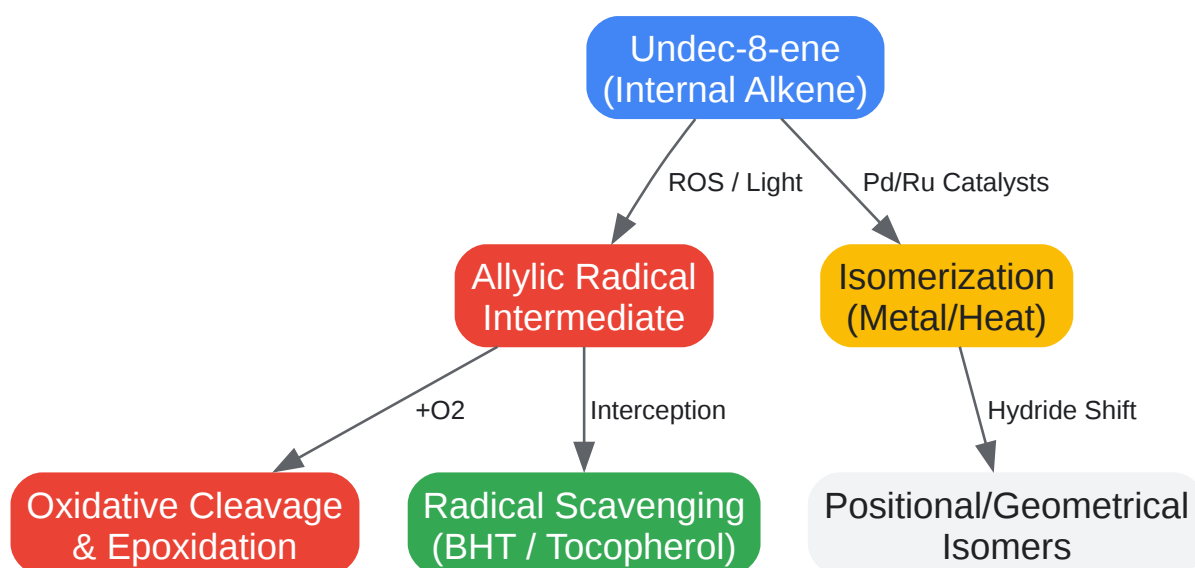 Undec-8-ene
(Internal Alkene)
ROS / Light
Pd/Ru Catalysts
Allylic Radical
Intermediate
Isomerization
(Metal/Heat)
+O2
Interception
Hydride Shift
Oxidative Cleavage
& Epoxidation
Radical Scavenging
(BHT / Tocopherol)
Positional/Geometrical
Isomers